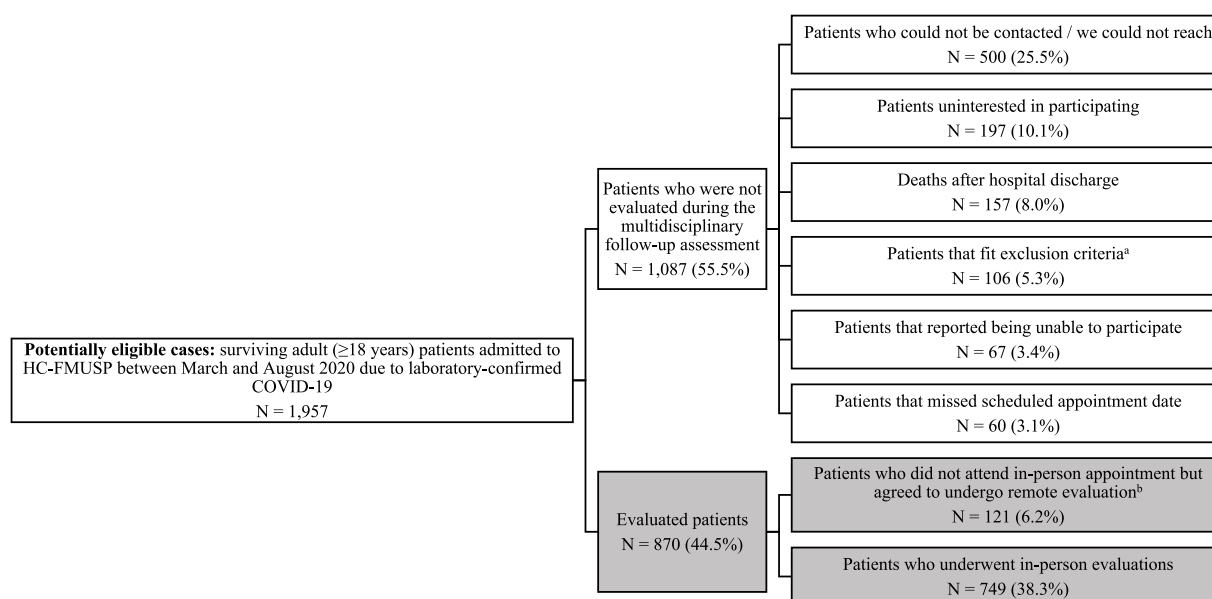 Potentially eligible cases: surviving adult (≥18 years) patients admitted to
HC-FMUSP between March and August 2020 due to laboratory-confirmed
COVID-19
N = 1,957
Patients who were not
evaluated during the
multidisciplinary
follow-up assessment
N = 1,087 (55.5%)
Patients who could not be contacted / we could not reach
N = 500 (25.5%)
Patients uninterested in participating
N = 197 (10.1%)
Deaths after hospital discharge
N = 157 (8.0%)
Patients that fit exclusion criteriaᵃ
N = 106 (5.3%)
Patients that reported being unable to participate
N = 67 (3.4%)
Patients that missed scheduled appointment date
N = 60 (3.1%)
Evaluated patients
N = 870 (44.5%)
Patients who did not attend in-person appointment but
agreed to undergo remote evaluationᵇ
N = 121 (6.2%)
Patients who underwent in-person evaluations
N = 749 (38.3%)